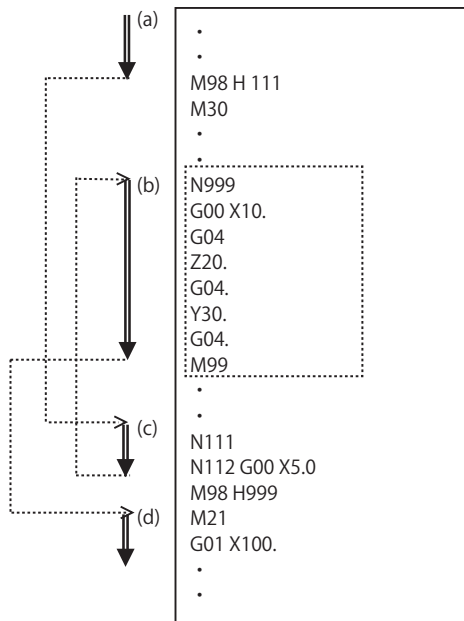 (a)
•
•
M98 H 111
M30
•
•
(b)
N999
G00 X10.
G04
Z20.
G04.
Y30.
G04.
M99
•
•
(c)
N111
N112 G00 X5.0
M98 H999
(d)
M21
G01 X100.
•
•